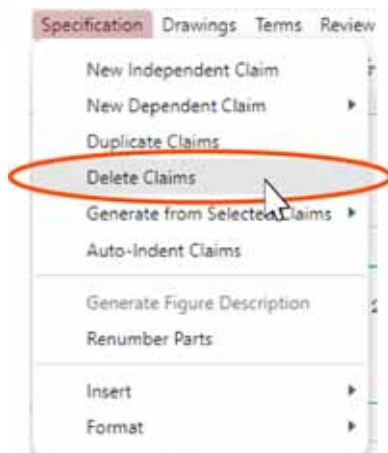 Specification Drawings Terms Review
New Independent Claim
New Dependent Claim
Duplicate Claims
Delete Claims
Generate from Selected Claims
Auto-Indent Claims
Generate Figure Description
Renumber Parts
Insert
Format